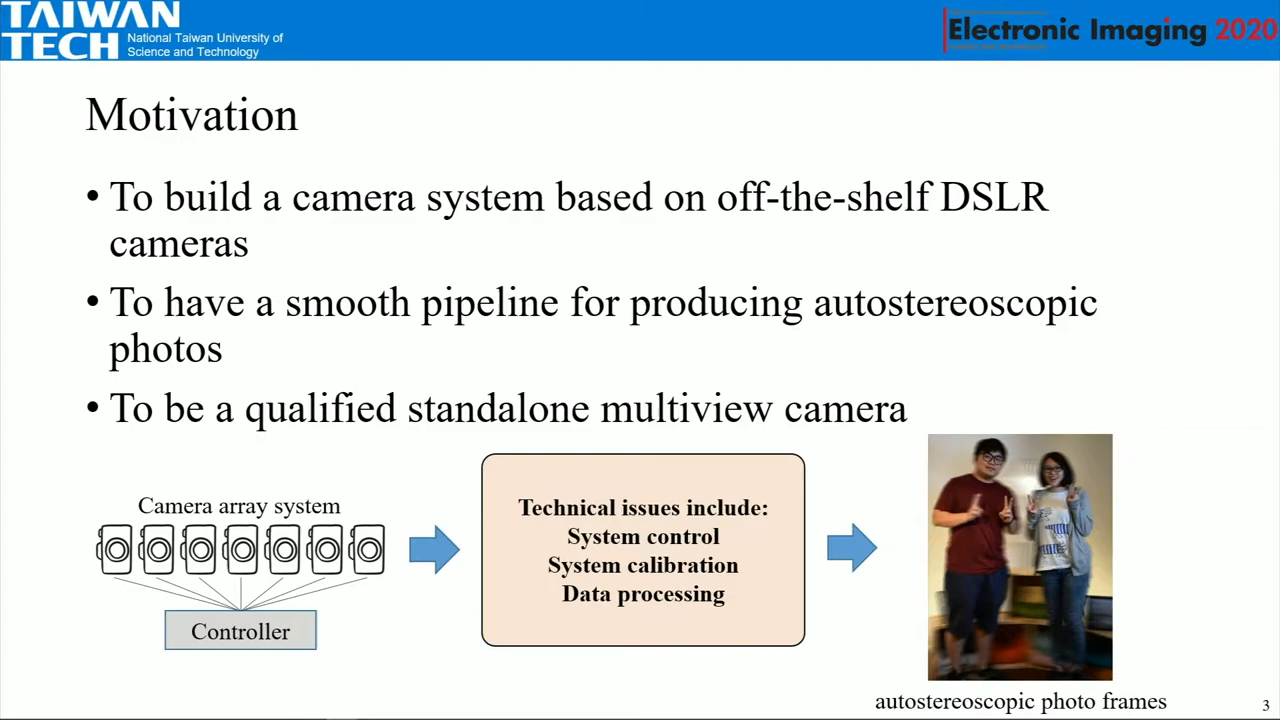 TAIWAN
TECH
National Taiwan University of
Science and Technology
Electronic Imaging 2020
Motivation
• To build a camera system based on off-the-shelf DSLR
cameras
• To have a smooth pipeline for producing autostereoscopic
photos
• To be a qualified standalone multiview camera
Camera array system
Controller
Technical issues include:
System control
System calibration
Data processing
autostereoscopic photo frames
3